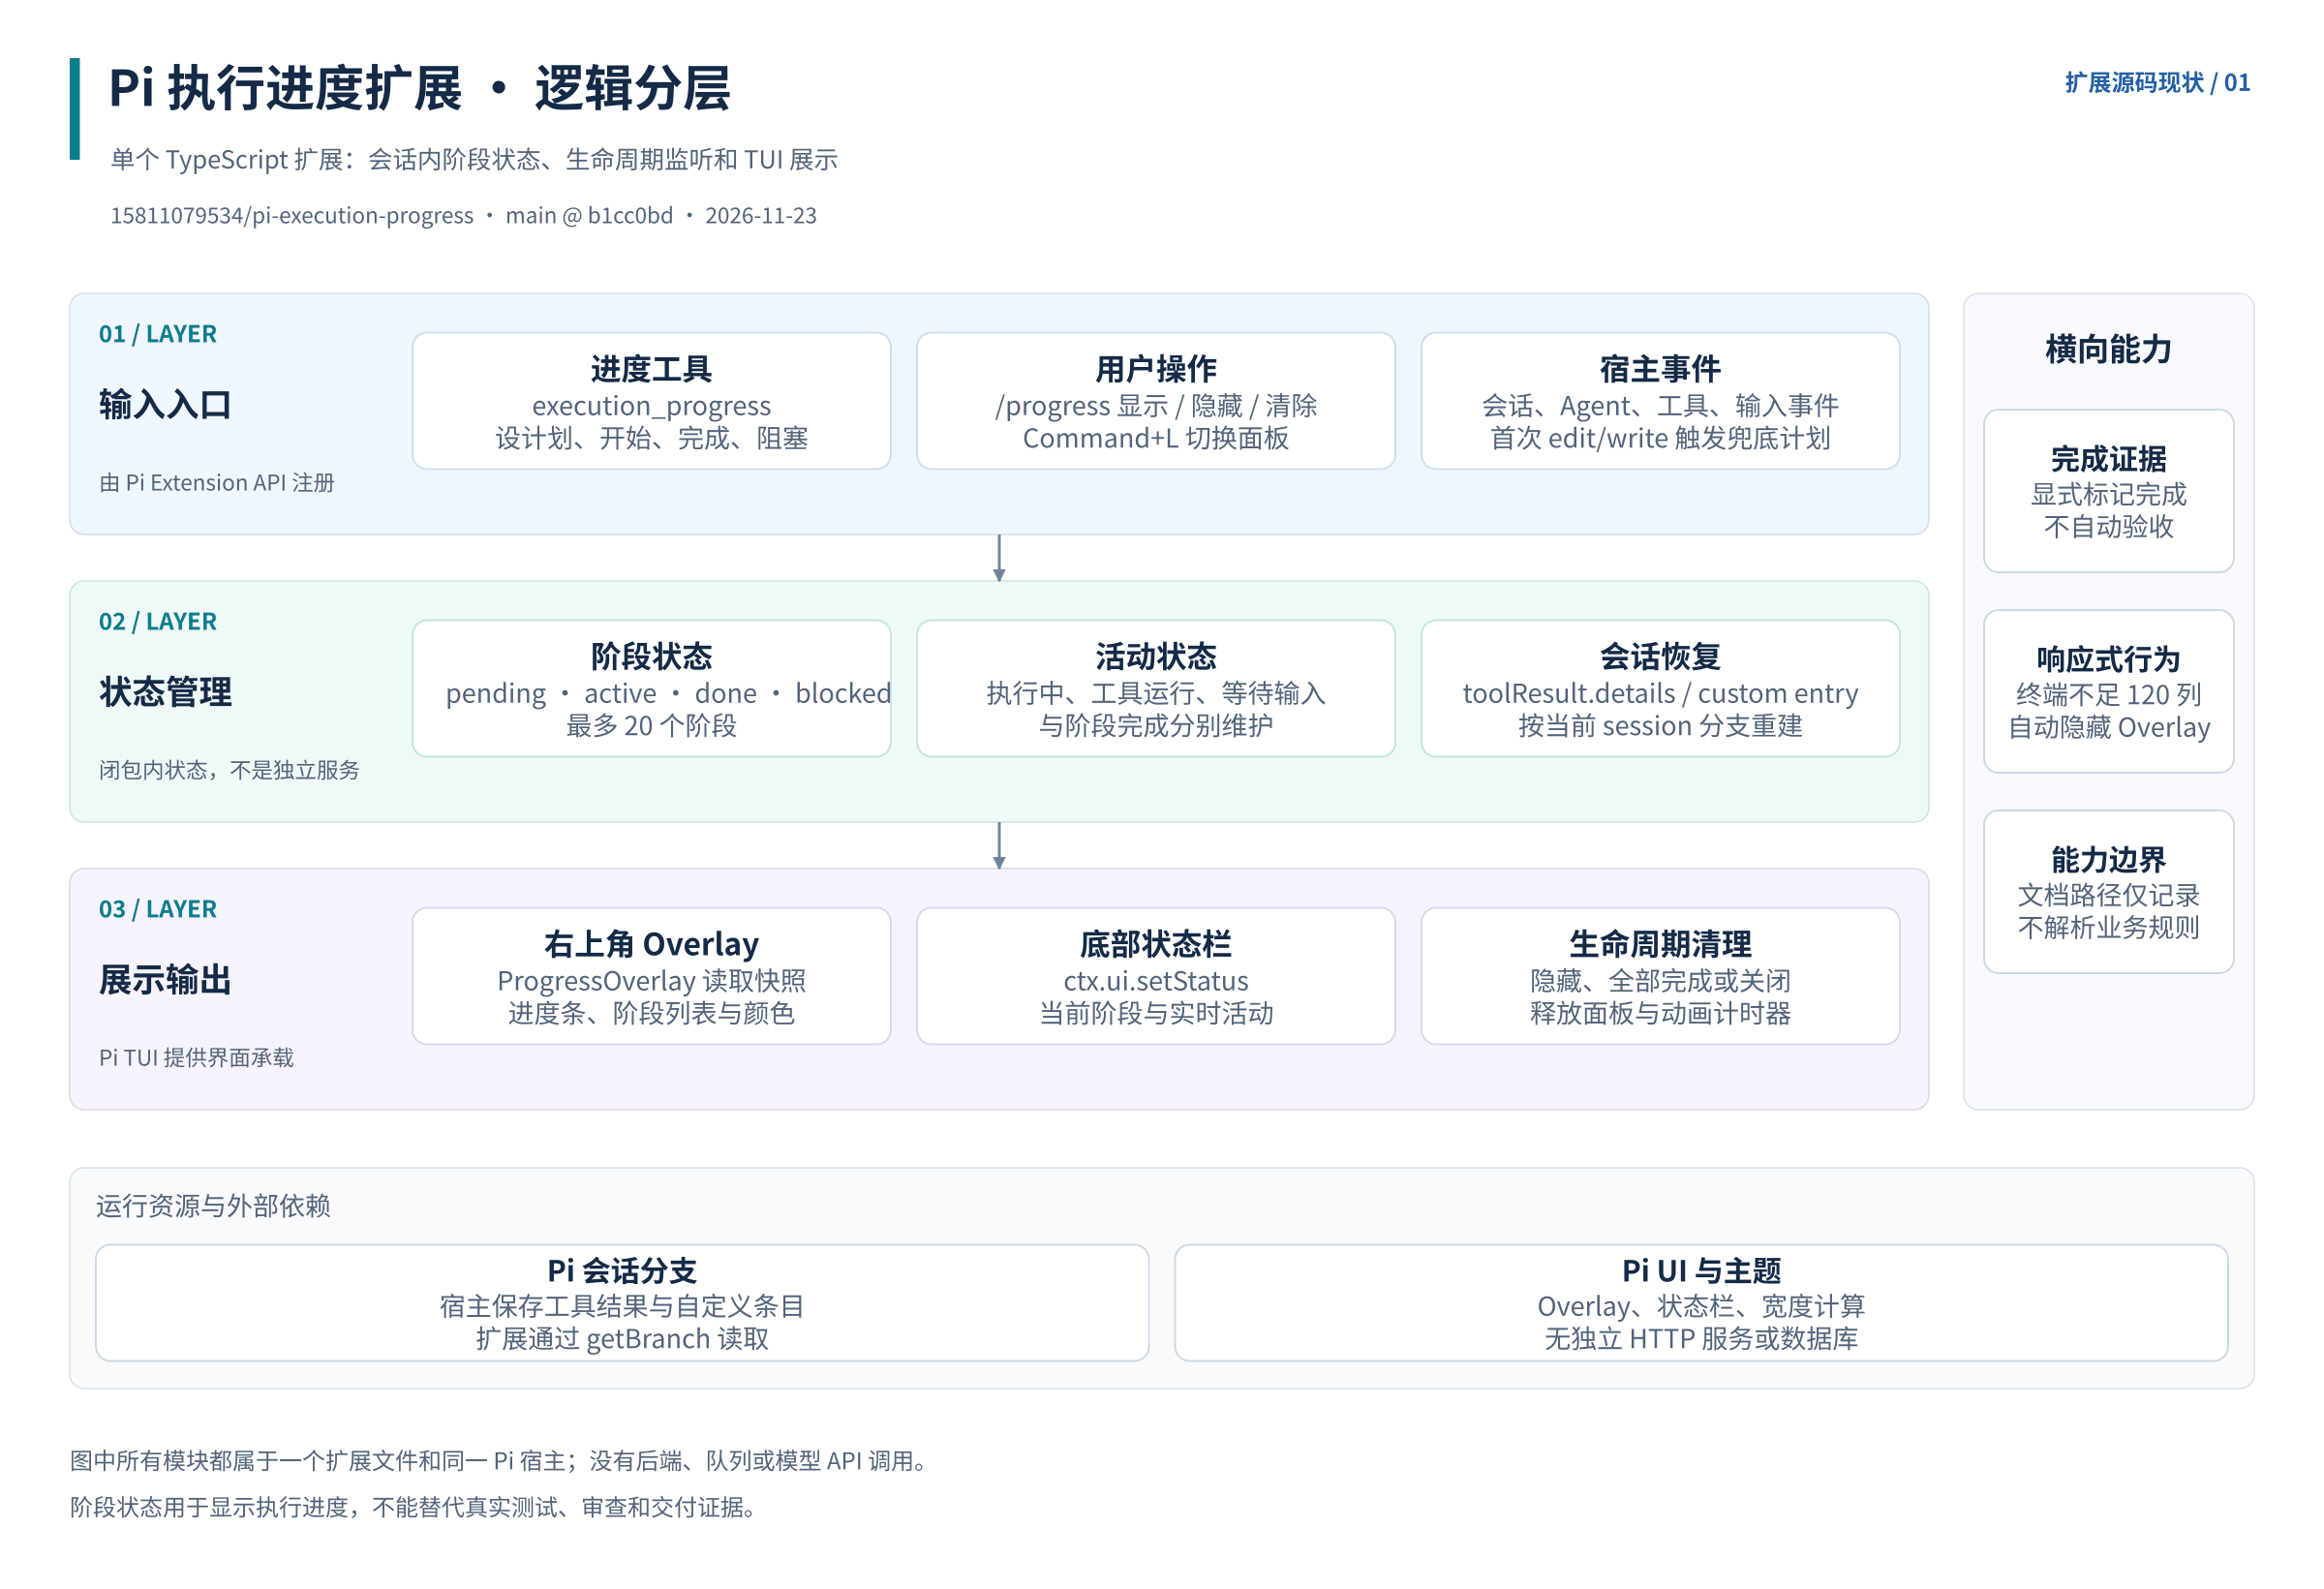 Pi 执行进度扩展 · 逻辑分层
扩展源码现状 / 01
单个 TypeScript 扩展：会话内阶段状态、生命周期监听和 TUI 展示
15811079534/pi-execution-progress · main @ b1cc0bd · 2026-11-23
01 / LAYER
输入入口
由 Pi Extension API 注册
进度工具
execution_progress
设计划、开始、完成、阻塞
用户操作
/progress 显示 / 隐藏 / 清除
Command+L 切换面板
宿主事件
会话、Agent、工具、输入事件
首次 edit/write 触发兜底计划
02 / LAYER
状态管理
闭包内状态，不是独立服务
阶段状态
pending · active · done · blocked
最多 20 个阶段
活动状态
执行中、工具运行、等待输入
与阶段完成分别维护
会话恢复
toolResult.details / custom entry
按当前 session 分支重建
03 / LAYER
展示输出
Pi TUI 提供界面承载
右上角 Overlay
ProgressOverlay 读取快照
进度条、阶段列表与颜色
底部状态栏
ctx.ui.setStatus
当前阶段与实时活动
生命周期清理
隐藏、全部完成或关闭
释放面板与动画计时器
横向能力
完成证据
显式标记完成
不自动验收
响应式行为
终端不足 120 列
自动隐藏 Overlay
能力边界
文档路径仅记录
不解析业务规则
运行资源与外部依赖
Pi 会话分支
宿主保存工具结果与自定义条目
扩展通过 getBranch 读取
Pi UI 与主题
Overlay、状态栏、宽度计算
无独立 HTTP 服务或数据库
图中所有模块都属于一个扩展文件和同一 Pi 宿主；没有后端、队列或模型 API 调用。
阶段状态用于显示执行进度，不能替代真实测试、审查和交付证据。